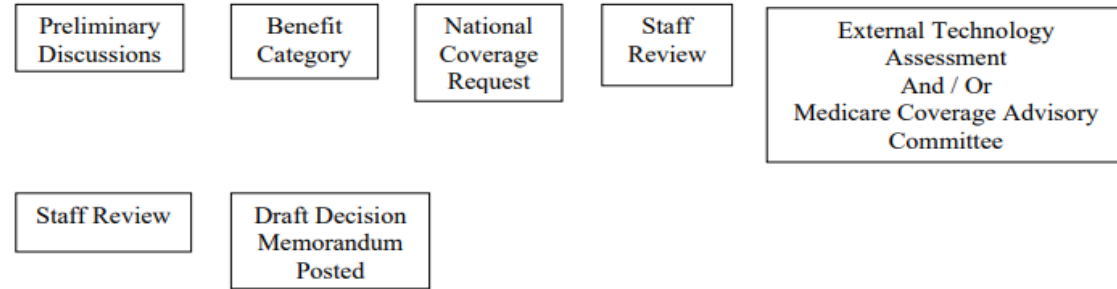 Preliminary
Discussions
Benefit
Category
National
Coverage
Request
Staff
Review
External Technology
Assessment
And / Or
Medicare Coverage Advisory
Committee
Staff Review
Draft Decision
Memorandum
Posted